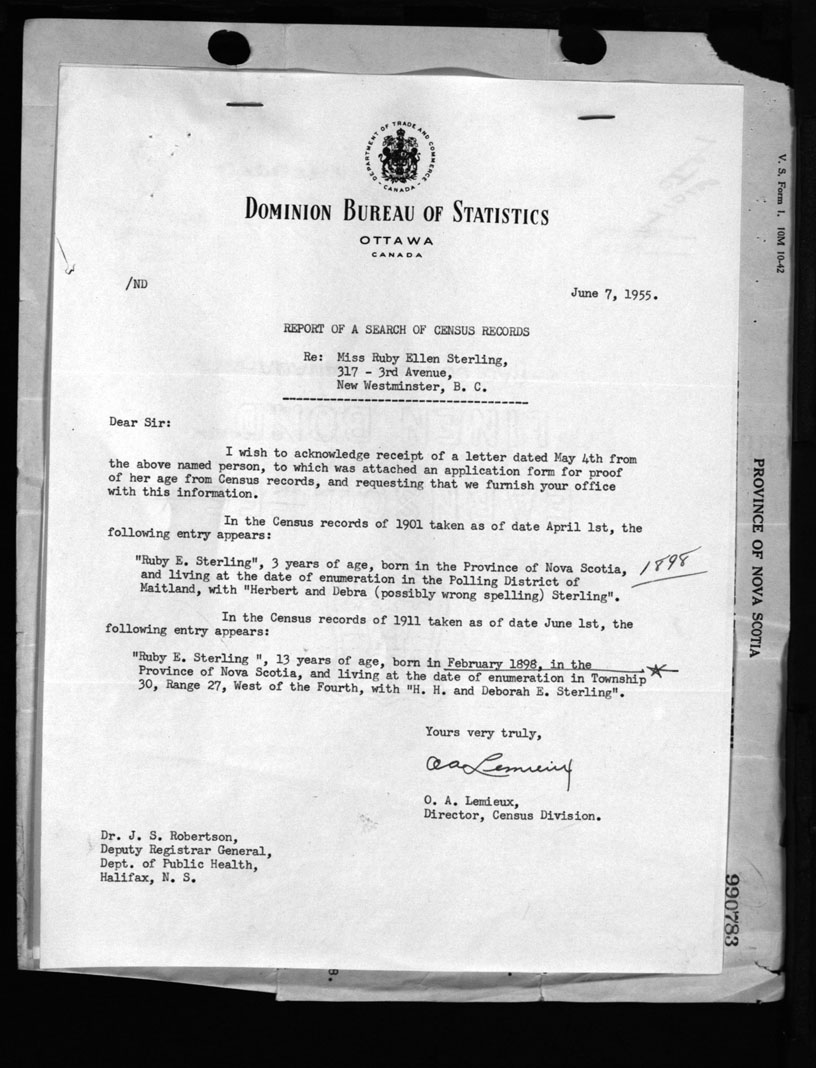 DEPARTMENT OF TRADE AND COMMERCE
- CANADA -
DOMINION BUREAU OF STATISTICS
OTTAWA
CANADA
/ND
June 7, 1955.
REPORT OF A SEARCH OF CENSUS RECORDS
Re: Miss Ruby Ellen Sterling,
317 - 3rd Avenue,
New Westminster, B. C.
Dear Sir:
I wish to acknowledge receipt of a letter dated May 4th from
the above named person, to which was attached an application form for proof
of her age from Census records, and requesting that we furnish your office
with this information.
In the Census records of 1901 taken as of date April 1st, the
following entry appears:
"Ruby E. Sterling", 3 years of age, born in the Province of Nova Scotia,
1898
and living at the date of enumeration in the Polling District of
Maitland, with "Herbert and Debra (possibly wrong spelling) Sterling".
In the Census records of 1911 taken as of date June 1st, the
following entry appears:
"Ruby E. Sterling ", 13 years of age, born in February 1898, in the
Province of Nova Scotia, and living at the date of enumeration in Township
30, Range 27, West of the Fourth, with "H. H. and Deborah E. Sterling".
Yours very truly,
O A Lemieux
O. A. Lemieux,
Director, Census Division.
Dr. J. S. Robertson,
Deputy Registrar General,
Dept. of Public Health,
Halifax, N. S.
V. S. Form 1. 10M 10-42
PROVINCE OF NOVA SCOTIA
990783